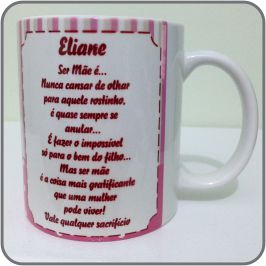 Eliane
Ser Mãe é...
Nunca cansar de olhar
para aquele rostinho,
é quase sempre se
anular...
É fazer o impossível
só para o bem do filho...
Mas ser mãe
é a coisa mais gratificante
que uma mulher
pode viver!
Vale qualquer sacrifício